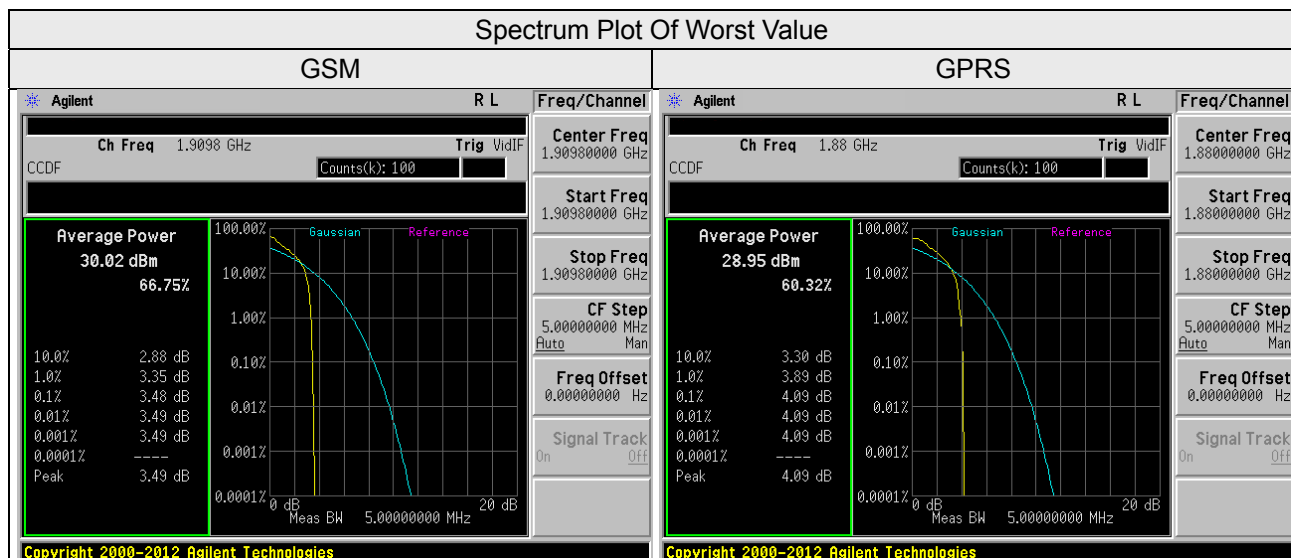 Spectrum Plot Of Worst Value
GSM
GPRS
Agilent R L Freq/Channel
Ch Freq 1.9098 GHz Trig VidIF
CCDF Counts(k): 100
Average Power
30.02 dBm
66.75%
10.0% 2.88 dB
1.0% 3.35 dB
0.1% 3.48 dB
0.01% 3.49 dB
0.001% 3.49 dB
0.0001% ----
Peak 3.49 dB
Gaussian Reference
100.00%
10.00%
1.00%
0.10%
0.01%
0.001%
0.0001%
0 dB 20 dB
Meas BW 5.00000000 MHz
Center Freq
1.90980000 GHz
Start Freq
1.90980000 GHz
Stop Freq
1.90980000 GHz
CF Step
5.00000000 MHz
Auto Man
Freq Offset
0.00000000 Hz
Signal Track
On Off
Copyright 2000-2012 Agilent Technologies
Agilent R L Freq/Channel
Ch Freq 1.88 GHz Trig VidIF
CCDF Counts(k): 100
Average Power
28.95 dBm
60.32%
10.0% 3.30 dB
1.0% 3.89 dB
0.1% 4.09 dB
0.01% 4.09 dB
0.001% 4.09 dB
0.0001% ----
Peak 4.09 dB
Gaussian Reference
100.00%
10.00%
1.00%
0.10%
0.01%
0.001%
0.0001%
0 dB 20 dB
Meas BW 5.00000000 MHz
Center Freq
1.88000000 GHz
Start Freq
1.88000000 GHz
Stop Freq
1.88000000 GHz
CF Step
5.00000000 MHz
Auto Man
Freq Offset
0.00000000 Hz
Signal Track
On Off
Copyright 2000-2012 Agilent Technologies